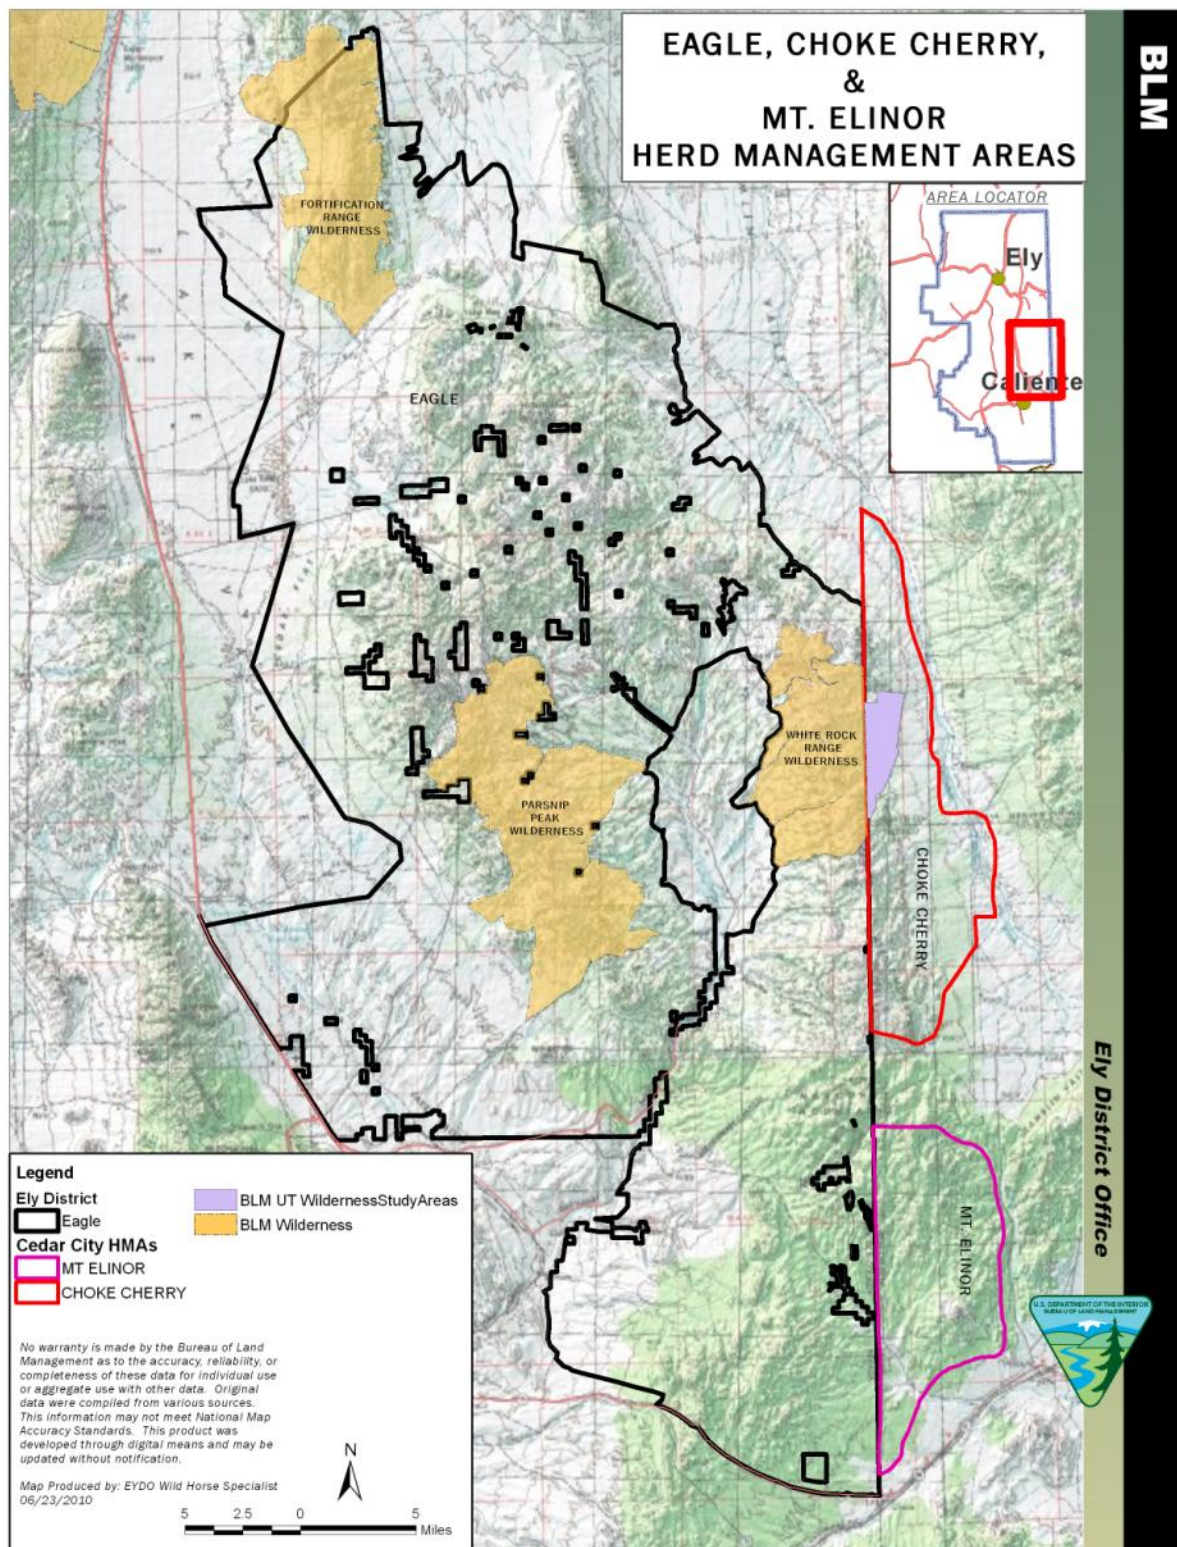 EAGLE, CHOKE CHERRY,
&
MT. ELINOR
HERD MANAGEMENT AREAS
BLM
AREA LOCATOR
Ely
Caliente
FORTIFICATION
RANGE
WILDERNESS
EAGLE
WHITE ROCK
RANGE
WILDERNESS
PARSNIP
PEAK
WILDERNESS
CHOKE CHERRY
MT. ELINOR
Ely District Office
U.S. DEPARTMENT OF THE INTERIOR
BUREAU OF LAND MANAGEMENT
Legend
Ely District
Eagle
Cedar City HMAs
MT ELINOR
CHOKE CHERRY
BLM UT WildernessStudyAreas
BLM Wilderness
No warranty is made by the Bureau of Land
Management as to the accuracy, reliability, or
completeness of these data for individual use
or aggregate use with other data. Original
data were compiled from various sources.
This information may not meet National Map
Accuracy Standards. This product was
developed through digital means and may be
updated without notification.
Map Produced by: EYDO Wild Horse Specialist
06/23/2010
N
5 2.5 0 5
Miles